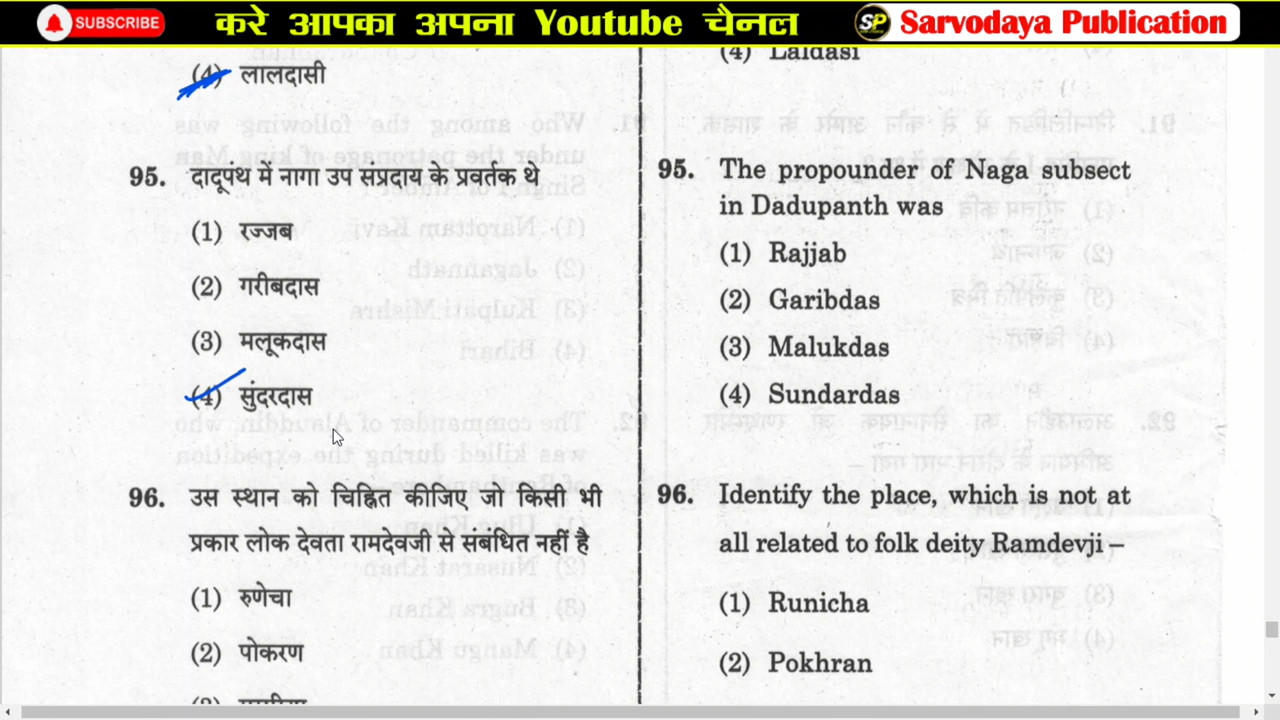 SUBSCRIBE
करे आपका अपना Youtube चैनल
SP
Sarvodaya Publication
(4) लालदासी
95. दादूपंथ में नागा उप संप्रदाय के प्रवर्तक थे
(1) रज्जब
(2) गरीबदास
(3) मलूकदास
(4) सुंदरदास
96. उस स्थान को चिह्नित कीजिए जो किसी भी
प्रकार लोक देवता रामदेवजी से संबंधित नहीं है
(1) रुणेचा
(2) पोकरण
(4) Laldasi
95. The propounder of Naga subsect
in Dadupanth was
(1) Rajjab
(2) Garibdas
(3) Malukdas
(4) Sundardas
96. Identify the place, which is not at
all related to folk deity Ramdevji –
(1) Runicha
(2) Pokhran